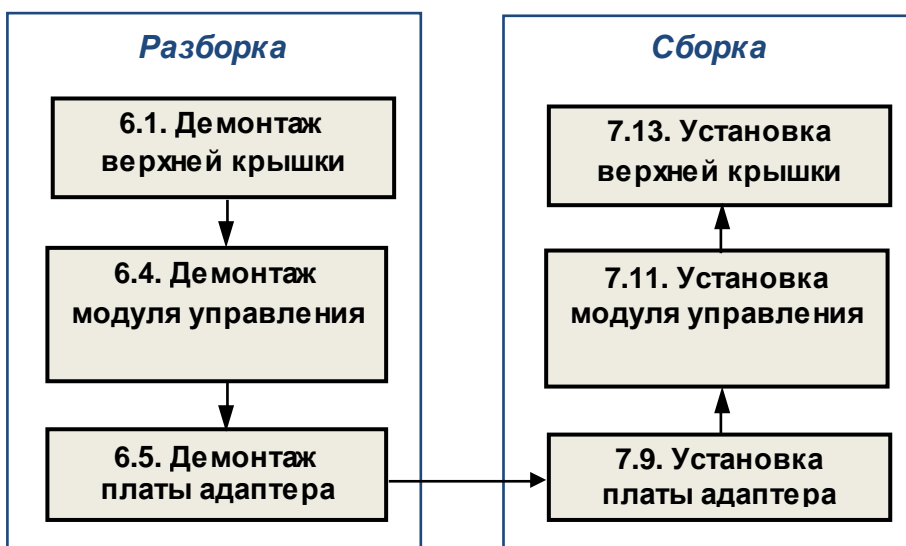 Разборка
6.1. Демонтаж
верхней крышки
6.4. Демонтаж
модуля управления
6.5. Демонтаж
платы адаптера
Сборка
7.13. Установка
верхней крышки
7.11. Установка
модуля управления
7.9. Установка
платы адаптера